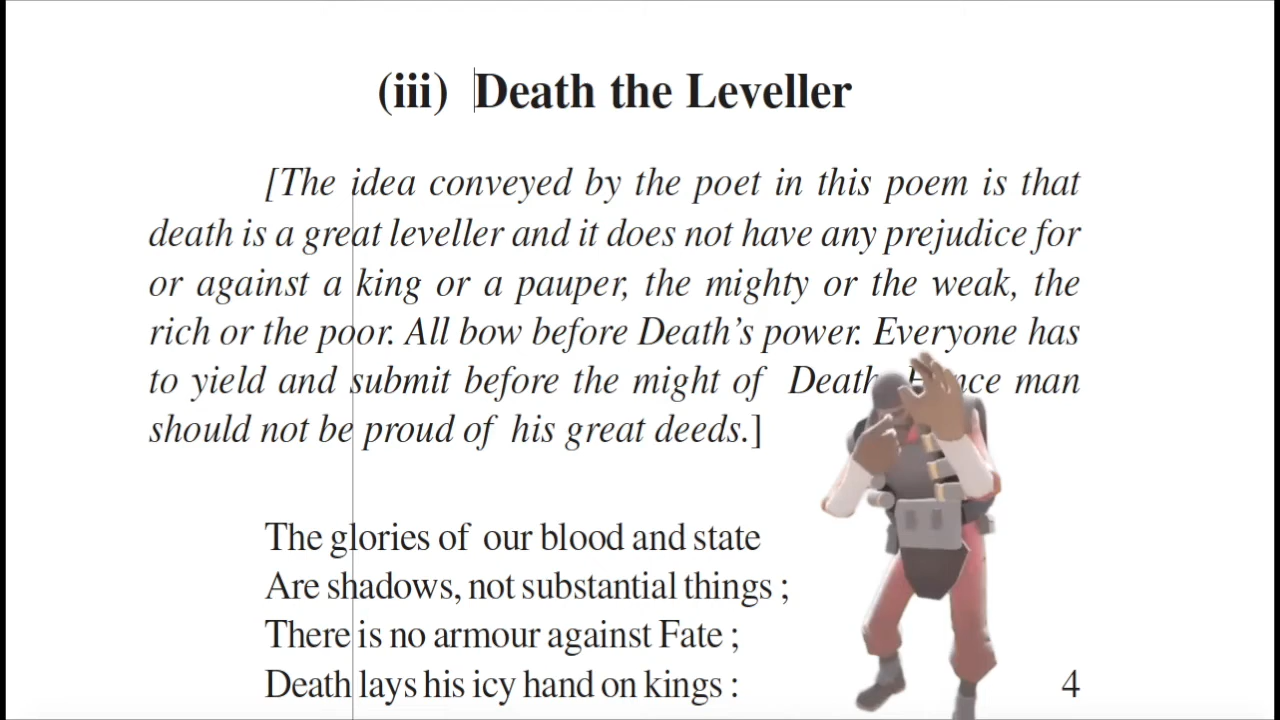 (iii) Death the Leveller
[The idea conveyed by the poet in this poem is that
death is a great leveller and it does not have any prejudice for
or against a king or a pauper, the mighty or the weak, the
rich or the poor. All bow before Death's power. Everyone has
to yield and submit before the might of Death. Hence man
should not be proud of his great deeds.]
The glories of our blood and state
Are shadows, not substantial things ;
There is no armour against Fate ;
Death lays his icy hand on kings : 4